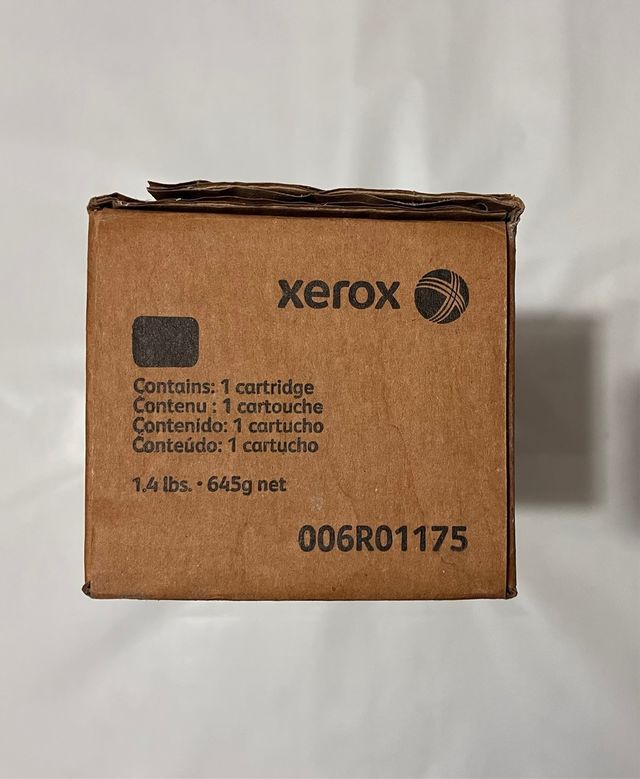 xerox
Contains: 1 cartridge
Contenu : 1 cartouche
Contenido: 1 cartucho
Conteúdo: 1 cartucho
1.4 lbs. • 645g net
006R01175